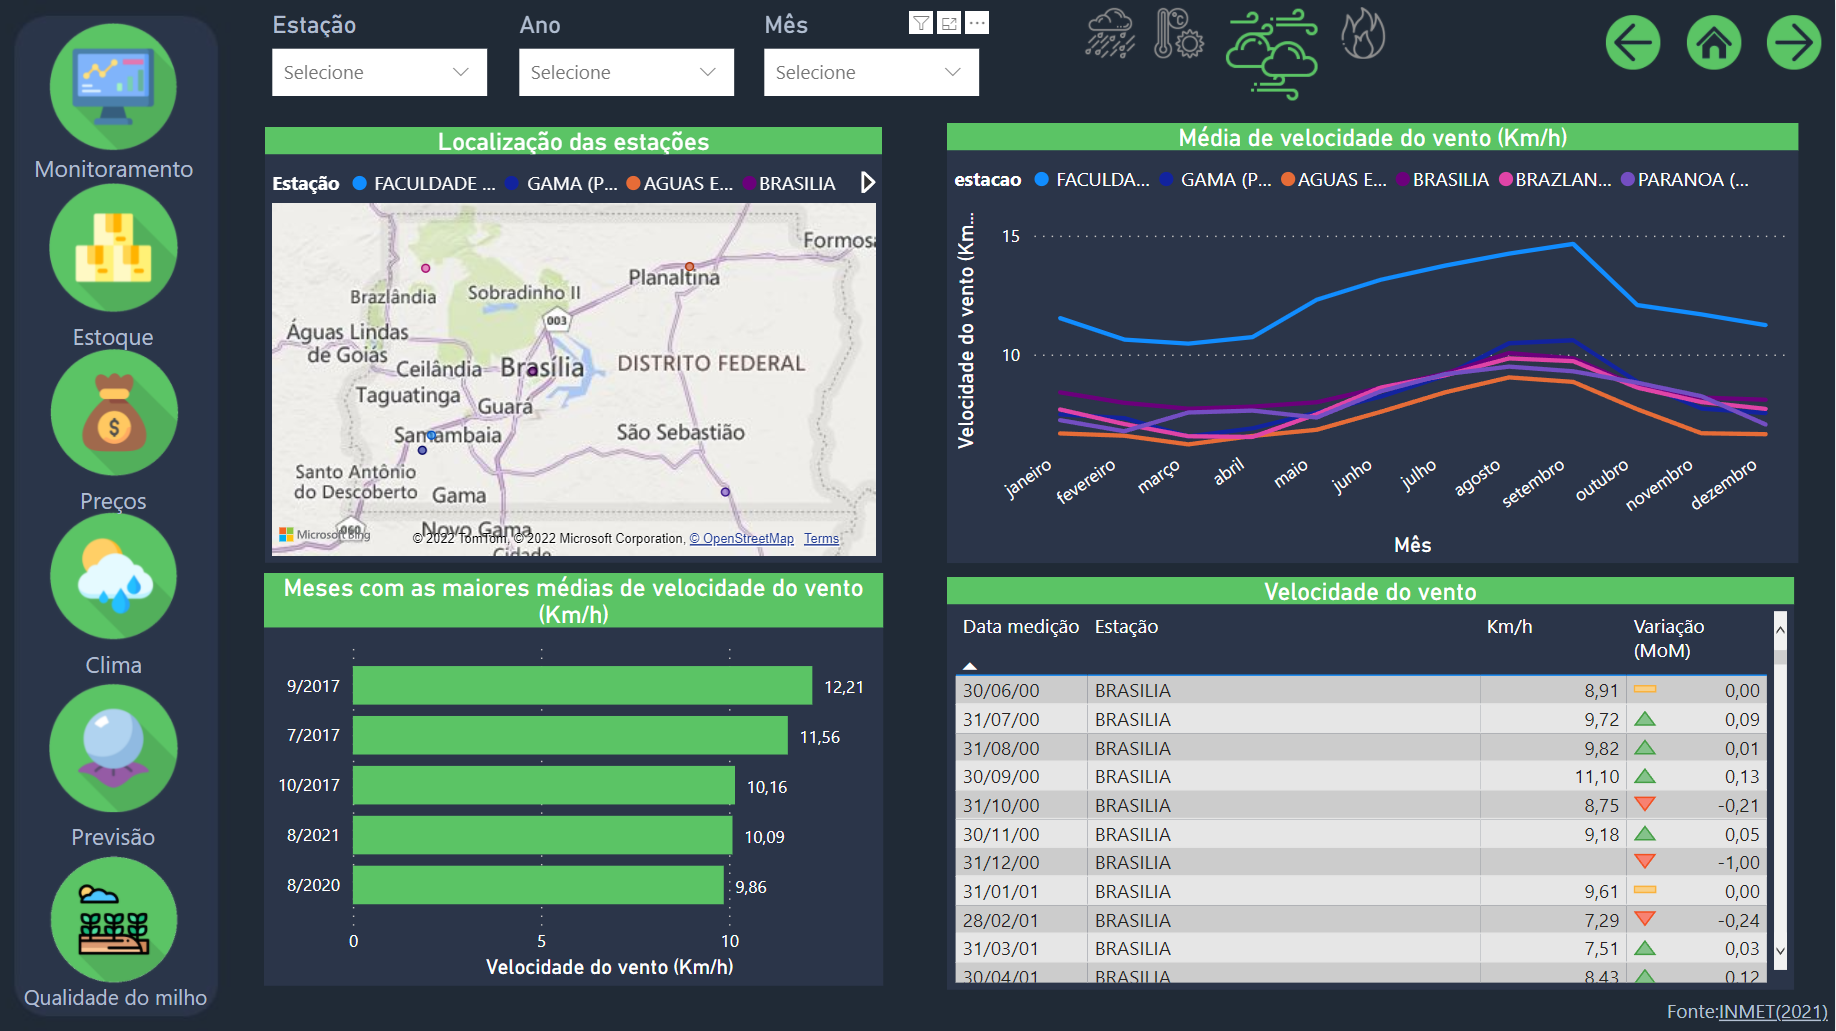 Estação
Ano
Mês
Selecione
Selecione
Selecione
Monitoramento
Estoque
Preços
Clima
Previsão
Qualidade do milho
Localização das estações
Estação FACULDADE ... GAMA (P... AGUAS E... BRASILIA
Formosa
Planaltina
Brazlândia
Sobradinho II
003
Águas Lindas
de Goiás
Ceilândia
Brasília
DISTRITO FEDERAL
Taguatinga
Guará
Samambaia
São Sebastião
Santo Antônio
do Descoberto
Gama
Novo Gama
060
Cidade
Microsoft Bing
© 2022 TomTom, © 2022 Microsoft Corporation, © OpenStreetMap Terms
Média de velocidade do vento (Km/h)
estacao FACULDA... GAMA (P... AGUAS E... BRASILIA BRAZLAN... PARANOA (...
Velocidade do vento (Km...
15
10
janeiro
fevereiro
março
abril
maio
junho
julho
agosto
setembro
outubro
novembro
dezembro
Mês
Meses com as maiores médias de velocidade do vento
(Km/h)
9/2017 12,21
7/2017 11,56
10/2017 10,16
8/2021 10,09
8/2020 9,86
0 5 10
Velocidade do vento (Km/h)
Velocidade do vento
Data medição Estação Km/h Variação
(MoM)
30/06/00 BRASILIA 8,91 0,00
31/07/00 BRASILIA 9,72 0,09
31/08/00 BRASILIA 9,82 0,01
30/09/00 BRASILIA 11,10 0,13
31/10/00 BRASILIA 8,75 -0,21
30/11/00 BRASILIA 9,18 0,05
31/12/00 BRASILIA -1,00
31/01/01 BRASILIA 9,61 0,00
28/02/01 BRASILIA 7,29 -0,24
31/03/01 BRASILIA 7,51 0,03
30/04/01 BRASILIA 8,43 0,12
Fonte:INMET(2021)